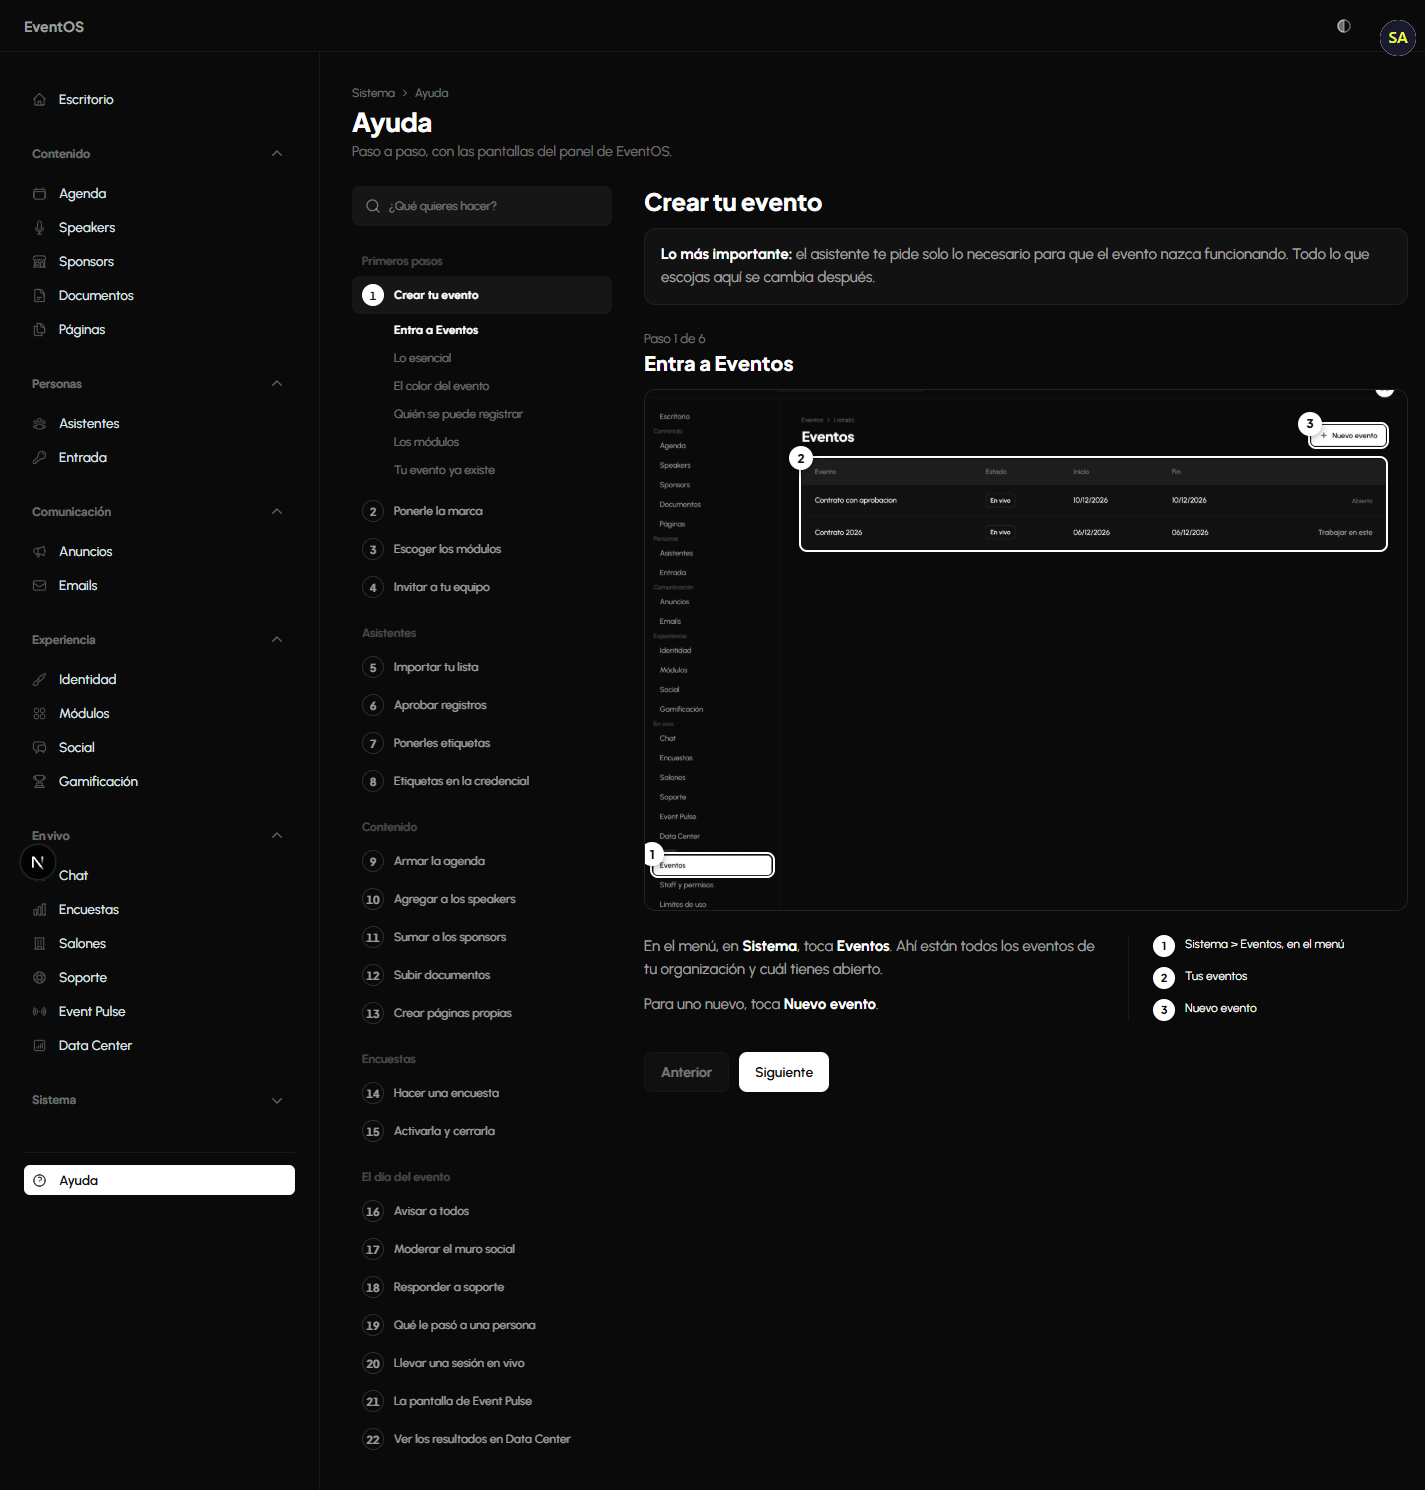 EventOS
SA
Escritorio
Contenido
Agenda
Speakers
Sponsors
Documentos
Páginas
Personas
Asistentes
Entrada
Comunicación
Anuncios
Emails
Experiencia
Identidad
Módulos
Social
Gamificación
En vivo
N
Chat
Encuestas
Salones
Soporte
Event Pulse
Data Center
Sistema
Ayuda
Sistema > Ayuda
Ayuda
Paso a paso, con las pantallas del panel de EventOS.
¿Qué quieres hacer?
Primeros pasos
1 Crear tu evento
Entra a Eventos
Lo esencial
El color del evento
Quién se puede registrar
Los módulos
Tu evento ya existe
2 Ponerle la marca
3 Escoger los módulos
4 Invitar a tu equipo
Asistentes
5 Importar tu lista
6 Aprobar registros
7 Ponerles etiquetas
8 Etiquetas en la credencial
Contenido
9 Armar la agenda
10 Agregar a los speakers
11 Sumar a los sponsors
12 Subir documentos
13 Crear páginas propias
Encuestas
14 Hacer una encuesta
15 Activarla y cerrarla
El día del evento
16 Avisar a todos
17 Moderar el muro social
18 Responder a soporte
19 Qué le pasó a una persona
20 Llevar una sesión en vivo
21 La pantalla de Event Pulse
22 Ver los resultados en Data Center
Crear tu evento
Lo más importante: el asistente te pide solo lo necesario para que el evento nazca funcionando. Todo lo que
escojas aquí se cambia después.
Paso 1 de 6
Entra a Eventos
Escritorio
Contenido
Agenda
Speakers
Sponsors
Documentos
Páginas
Personas
Asistentes
Entrada
Comunicación
Anuncios
Emails
Experiencia
Identidad
Módulos
Social
Gamificación
En vivo
Chat
Encuestas
Salones
Soporte
Event Pulse
Data Center
1
Eventos
Staff y permisos
Límites de uso
Eventos > Listado
Eventos
3
+ Nuevo evento
2
Evento Estado Inicio Fin
Contrato con aprobacion En vivo 10/12/2026 10/12/2026 Abierto
Contrato 2026 En vivo 06/12/2026 06/12/2026 Trabajar en este
En el menú, en Sistema, toca Eventos. Ahí están todos los eventos de
tu organización y cuál tienes abierto.
Para uno nuevo, toca Nuevo evento.
1 Sistema > Eventos, en el menú
2 Tus eventos
3 Nuevo evento
Anterior
Siguiente